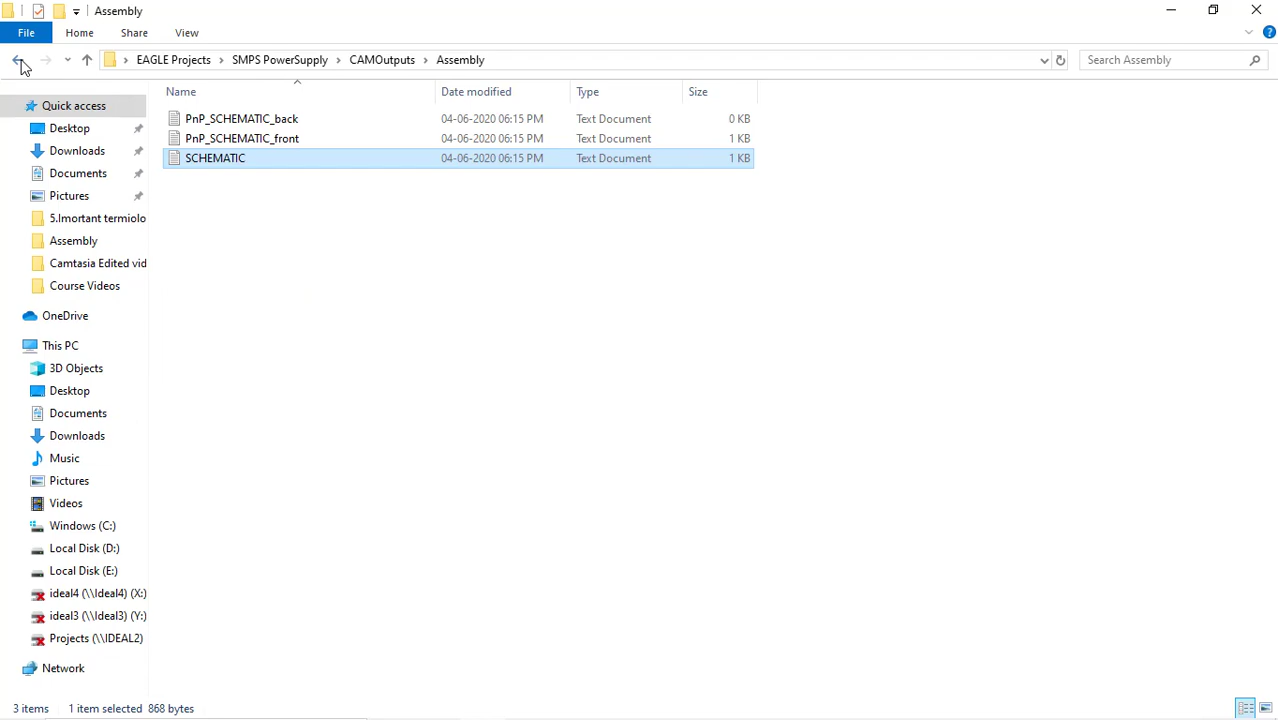 Assembly
File Home Share View
EAGLE Projects SMPS PowerSupply CAMOutputs Assembly Search Assembly
Name Date modified Type Size
PnP_SCHEMATIC_back 04-06-2020 06:15 PM Text Document 0 KB
PnP_SCHEMATIC_front 04-06-2020 06:15 PM Text Document 1 KB
SCHEMATIC 04-06-2020 06:15 PM Text Document 1 KB
Quick access
Desktop
Downloads
Documents
Pictures
5.Imortant termiolo
Assembly
Camtasia Edited vid
Course Videos
OneDrive
This PC
3D Objects
Desktop
Documents
Downloads
Music
Pictures
Videos
Windows (C:)
Local Disk (D:)
Local Disk (E:)
ideal4 (\\Ideal4) (X:)
ideal3 (\\Ideal3) (Y:)
Projects (\\IDEAL2)
Network
3 items 1 item selected 868 bytes